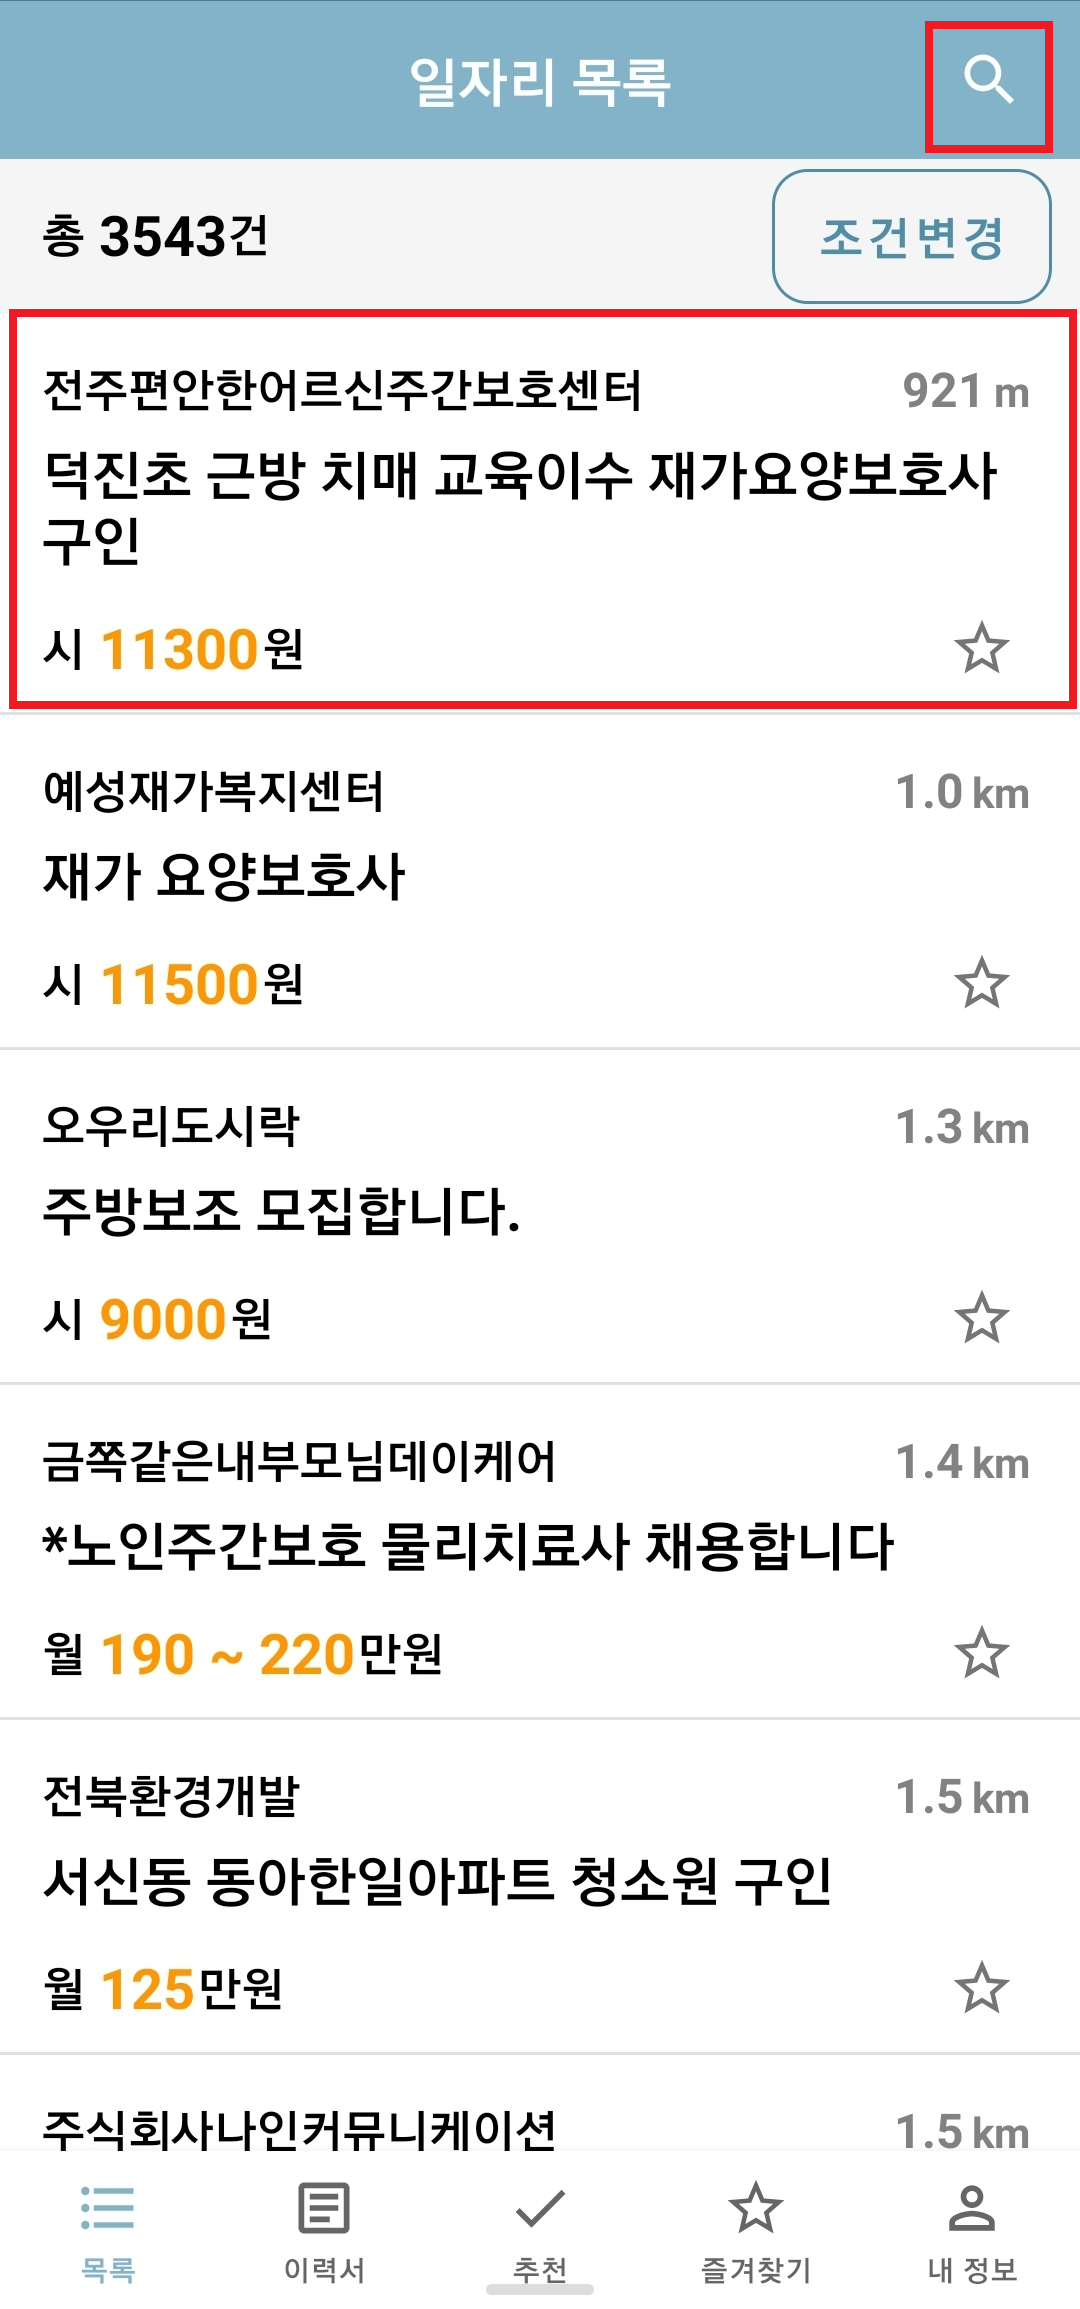 일자리 목록
총 3543건
조건변경
전주편안한어르신주간보호센터
921 m
덕진초 근방 치매 교육이수 재가요양보호사
구인
시 11300원
예성재가복지센터
1.0 km
재가 요양보호사
시 11500원
오우리도시락
1.3 km
주방보조 모집합니다.
시 9000원
금쪽같은내부모님데이케어
1.4 km
*노인주간보호 물리치료사 채용합니다
월 190 ~ 220만원
전북환경개발
1.5 km
서신동 동아한일아파트 청소원 구인
월 125만원
주식회사나인커뮤니케이션
1.5 km
목록
이력서
추천
즐겨찾기
내 정보